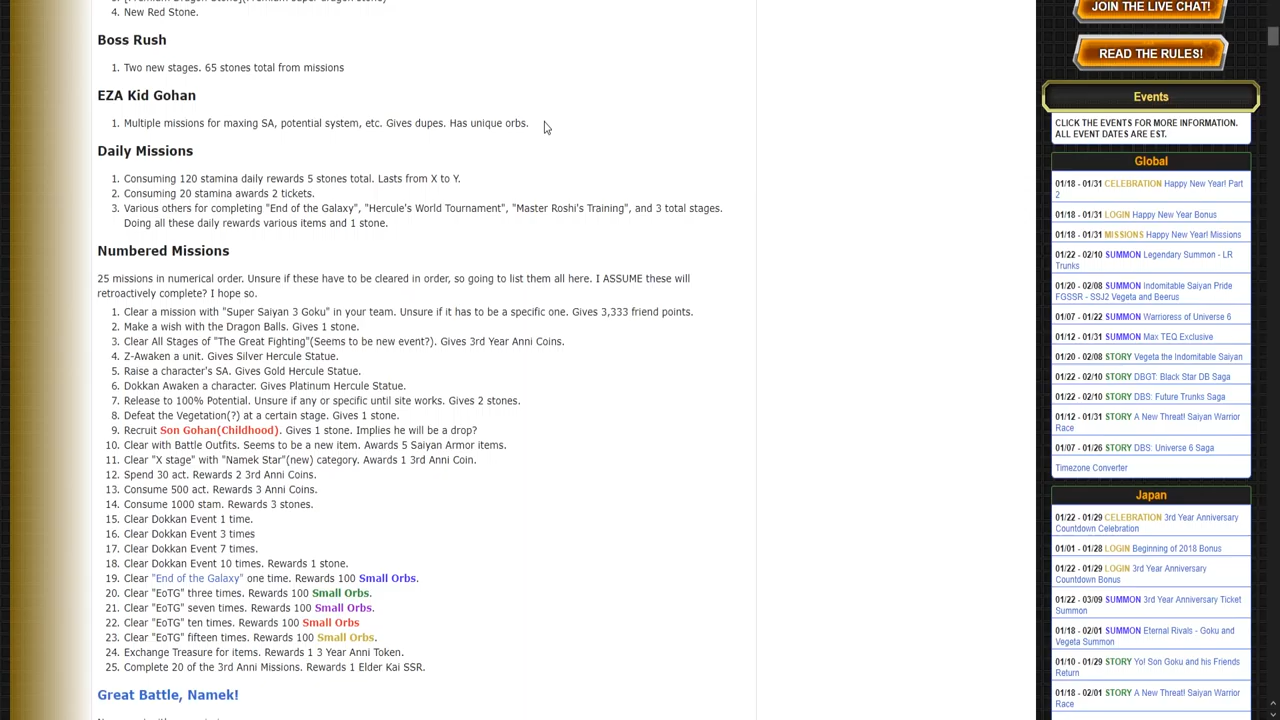 4. New Red Stone.
Boss Rush
1. Two new stages. 65 stones total from missions
EZA Kid Gohan
1. Multiple missions for maxing SA, potential system, etc. Gives dupes. Has unique orbs.
Daily Missions
1. Consuming 120 stamina daily rewards 5 stones total. Lasts from X to Y.
2. Consuming 20 stamina awards 2 tickets.
3. Various others for completing "End of the Galaxy", "Hercule's World Tournament", "Master Roshi's Training", and 3 total stages.
Doing all these daily rewards various items and 1 stone.
Numbered Missions
25 missions in numerical order. Unsure if these have to be cleared in order, so going to list them all here. I ASSUME these will
retroactively complete? I hope so.
1. Clear a mission with "Super Saiyan 3 Goku" in your team. Unsure if it has to be a specific one. Gives 3,333 friend points.
2. Make a wish with the Dragon Balls. Gives 1 stone.
3. Clear All Stages of "The Great Fighting"(Seems to be new event?). Gives 3rd Year Anni Coins.
4. Z-Awaken a unit. Gives Silver Hercule Statue.
5. Raise a character's SA. Gives Gold Hercule Statue.
6. Dokkan Awaken a character. Gives Platinum Hercule Statue.
7. Release to 100% Potential. Unsure if any or specific until site works. Gives 2 stones.
8. Defeat the Vegetation(?) at a certain stage. Gives 1 stone.
9. Recruit Son Gohan(Childhood). Gives 1 stone. Implies he will be a drop?
10. Clear with Battle Outfits. Seems to be a new item. Awards 5 Saiyan Armor items.
11. Clear "X stage" with "Namek Star"(new) category. Awards 1 3rd Anni Coin.
12. Spend 30 act. Rewards 2 3rd Anni Coins.
13. Consume 500 act. Rewards 3 Anni Coins.
14. Consume 1000 stam. Rewards 3 stones.
15. Clear Dokkan Event 1 time.
16. Clear Dokkan Event 3 times
17. Clear Dokkan Event 7 times.
18. Clear Dokkan Event 10 times. Rewards 1 stone.
19. Clear "End of the Galaxy" one time. Rewards 100 Small Orbs.
20. Clear "EoTG" three times. Rewards 100 Small Orbs.
21. Clear "EoTG" seven times. Rewards 100 Small Orbs.
22. Clear "EoTG" ten times. Rewards 100 Small Orbs
23. Clear "EoTG" fifteen times. Rewards 100 Small Orbs.
24. Exchange Treasure for items. Rewards 1 3 Year Anni Token.
25. Complete 20 of the 3rd Anni Missions. Rewards 1 Elder Kai SSR.
Great Battle, Namek!
JOIN THE LIVE CHAT!
READ THE RULES!
Events
CLICK THE EVENTS FOR MORE INFORMATION.
ALL EVENT DATES ARE EST.
Global
01/18 - 01/31 CELEBRATION Happy New Year! Part
2
01/18 - 01/31 LOGIN Happy New Year Bonus
01/18 - 01/31 MISSIONS Happy New Year! Missions
01/22 - 02/10 SUMMON Legendary Summon - LR
Trunks
01/20 - 02/08 SUMMON Indomitable Saiyan Pride
FGSSR - SSJ2 Vegeta and Beerus
01/07 - 01/31 SUMMON Warrioress of Universe 6
01/12 - 01/31 SUMMON Max TEQ Exclusive
01/20 - 02/08 STORY Vegeta the Indomitable Saiyan
01/22 - 02/10 STORY DBGT: Black Star DB Saga
01/22 - 02/10 STORY DBS: Future Trunks Saga
01/12 - 01/31 STORY A New Threat! Saiyan Warrior
Race
01/07 - 01/26 STORY DBS: Universe 6 Saga
Timezone Converter
Japan
01/22 - 01/29 CELEBRATION 3rd Year Anniversary
Countdown Celebration
01/01 - 01/28 LOGIN Beginning of 2018 Bonus
01/22 - 01/29 LOGIN 3rd Year Anniversary
Countdown Bonus
01/22 - 03/09 SUMMON 3rd Year Anniversary Ticket
Summon
01/18 - 02/01 SUMMON Eternal Rivals - Goku and
Vegeta Summon
01/10 - 01/29 STORY Yo! Son Goku and his Friends
Return
01/18 - 02/01 STORY A New Threat! Saiyan Warrior
Race